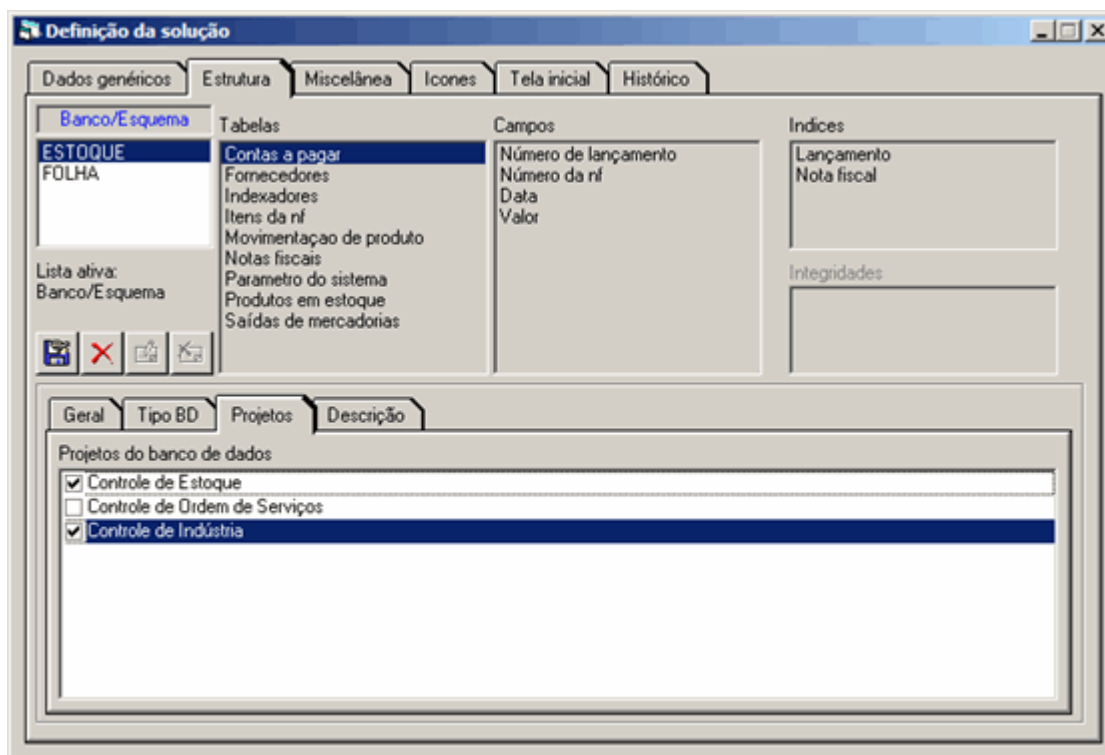 Definição da solução
Dados genéricos
Estrutura
Miscelânea
Icones
Tela inicial
Histórico
Banco/Esquema
ESTOQUE
FOLHA
Lista ativa:
Banco/Esquema
Tabelas
Contas a pagar
Fornecedores
Indexadores
Itens da nf
Movimentaçao de produto
Notas fiscais
Parametro do sistema
Produtos em estoque
Saídas de mercadorias
Campos
Número de lançamento
Número da nf
Data
Valor
Indices
Lançamento
Nota fiscal
Integridades
Geral
Tipo BD
Projetos
Descrição
Projetos do banco de dados
Controle de Estoque
Controle de Ordem de Serviços
Controle de Indústria